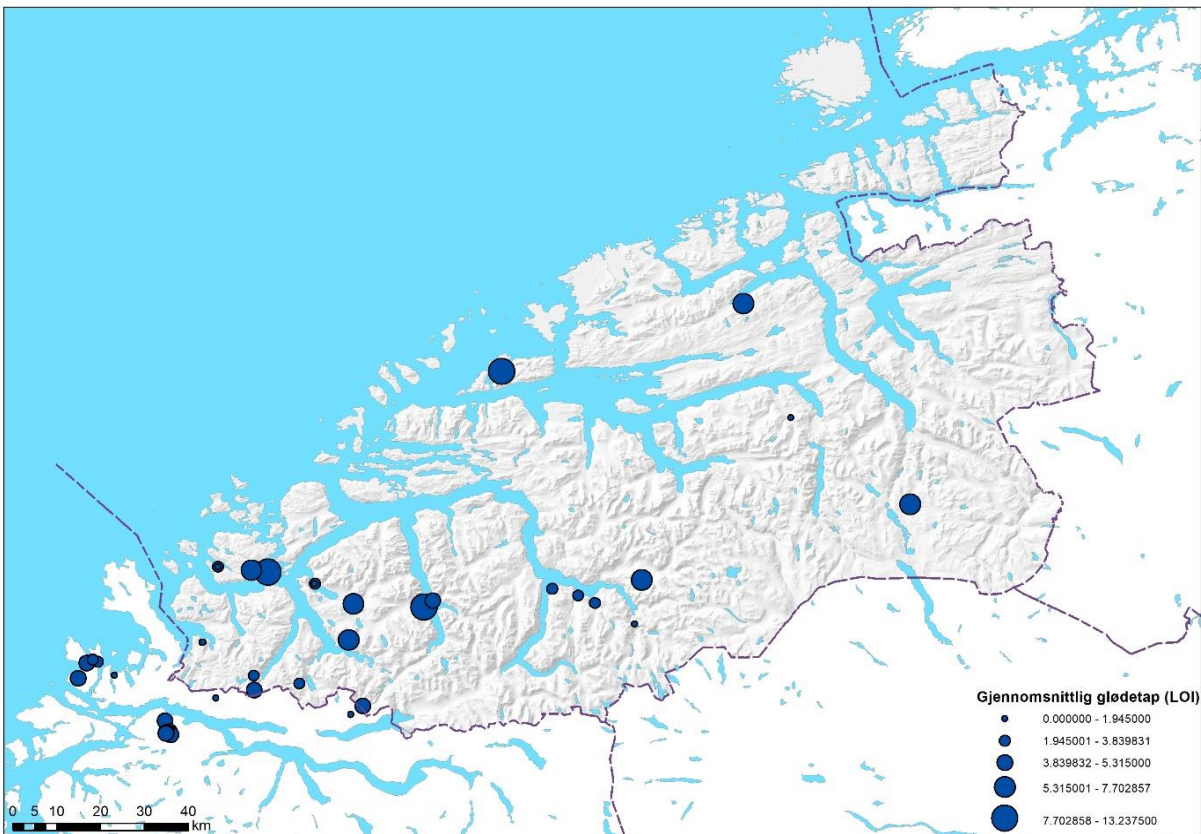 Gjennomsnittlig glødetap (LOI)
0.000000 - 1.945000
1.945001 - 3.839831
3.839832 - 5.315000
5.315001 - 7.702857
7.702858 - 13.237500
0 5 10 20 30 40
km